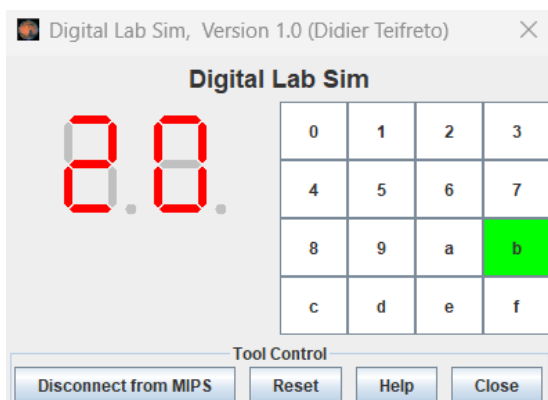 Digital Lab Sim, Version 1.0 (Didier Teifreto)
Digital Lab Sim
20
0 1 2 3
4 5 6 7
8 9 a b
c d e f
Tool Control
Disconnect from MIPS Reset Help Close